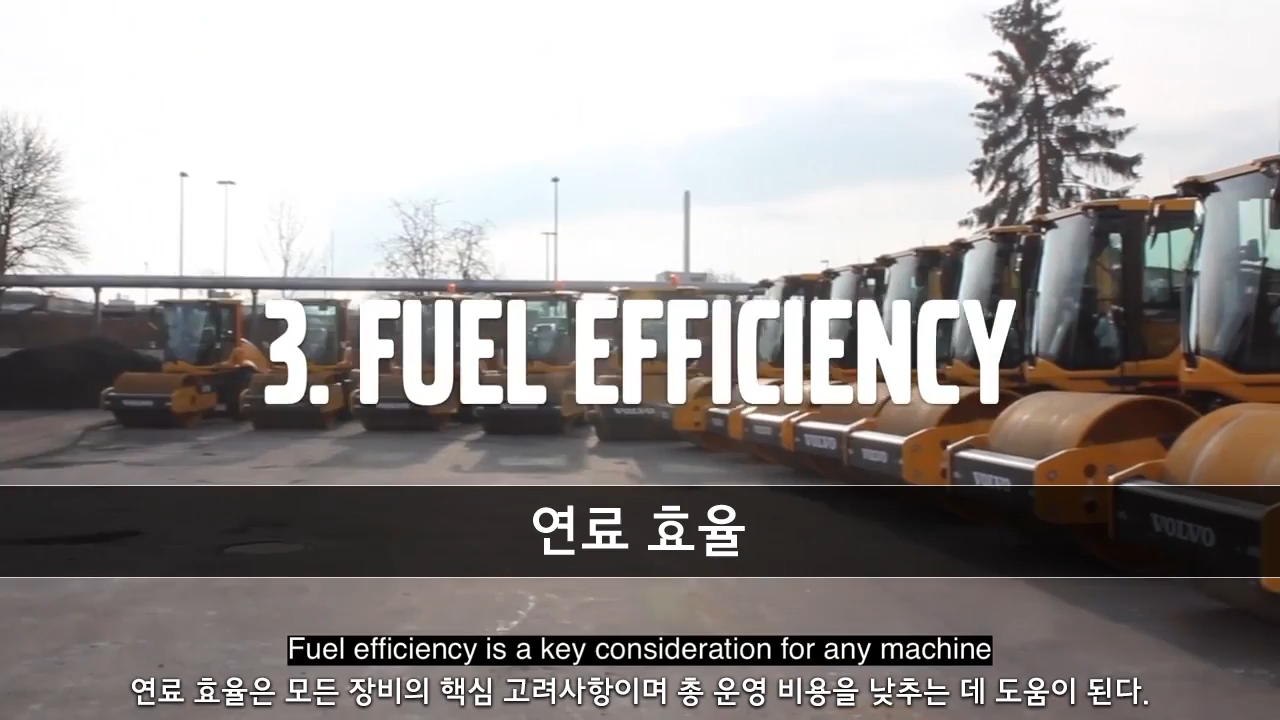 3. FUEL EFFICIENCY
VOLVO
VOLVO
VOLVO
VOLVO
VOLVO
연료 효율
Fuel efficiency is a key consideration for any machine
연료 효율은 모든 장비의 핵심 고려사항이며 총 운영 비용을 낮추는 데 도움이 된다.